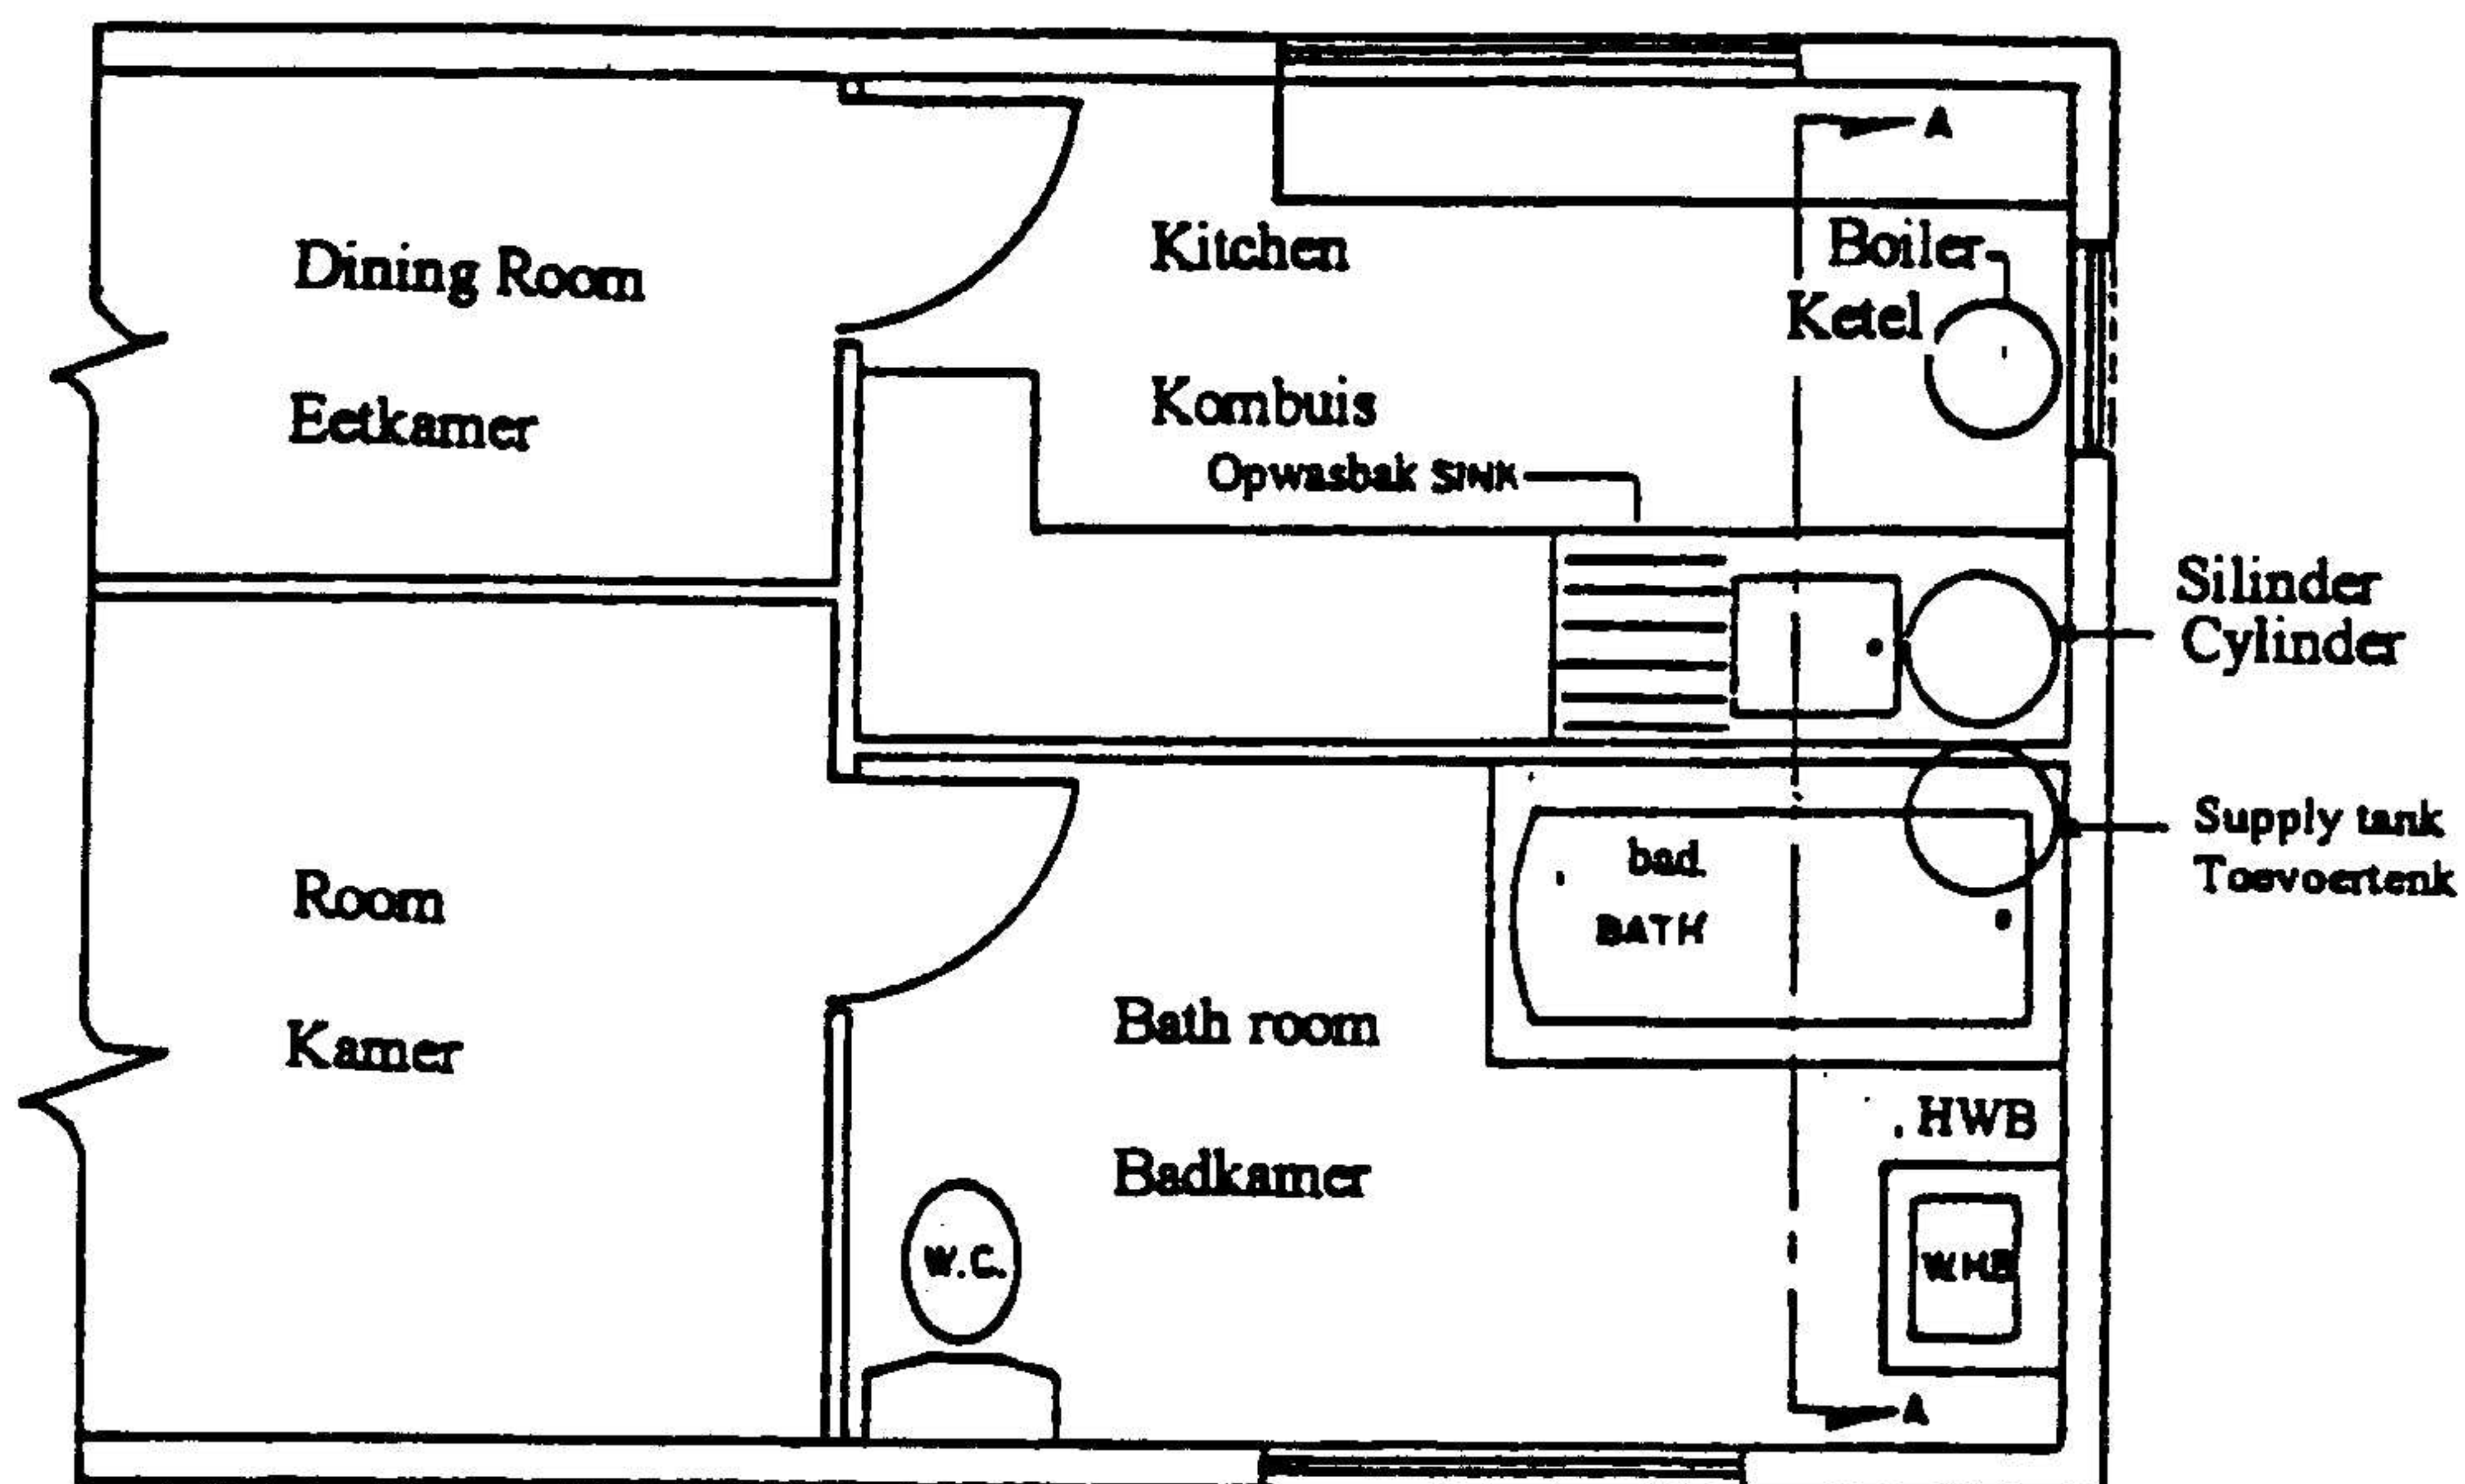 A
Kitchen
Boiler
Dining Room
Ketel
Kombuis
Eetkamer
Opwasbak SINK
Silinder
Cylinder
Supply tank
bad.
Toevoertenk
Room
BATH
Bath room
Kamer
HWB
Badkamer
W.C.
WHB
A